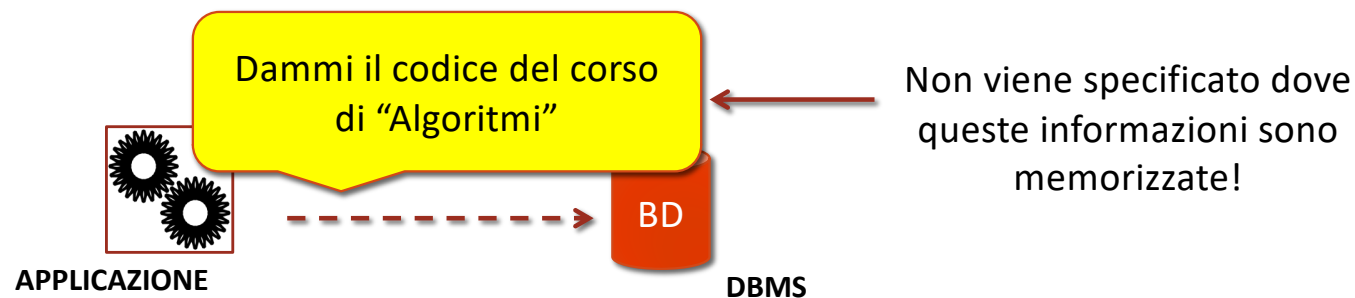 Dammi il codice del corso
di “Algoritmi”
Non viene specificato dove
queste informazioni sono
memorizzate!
BD
APPLICAZIONE
DBMS